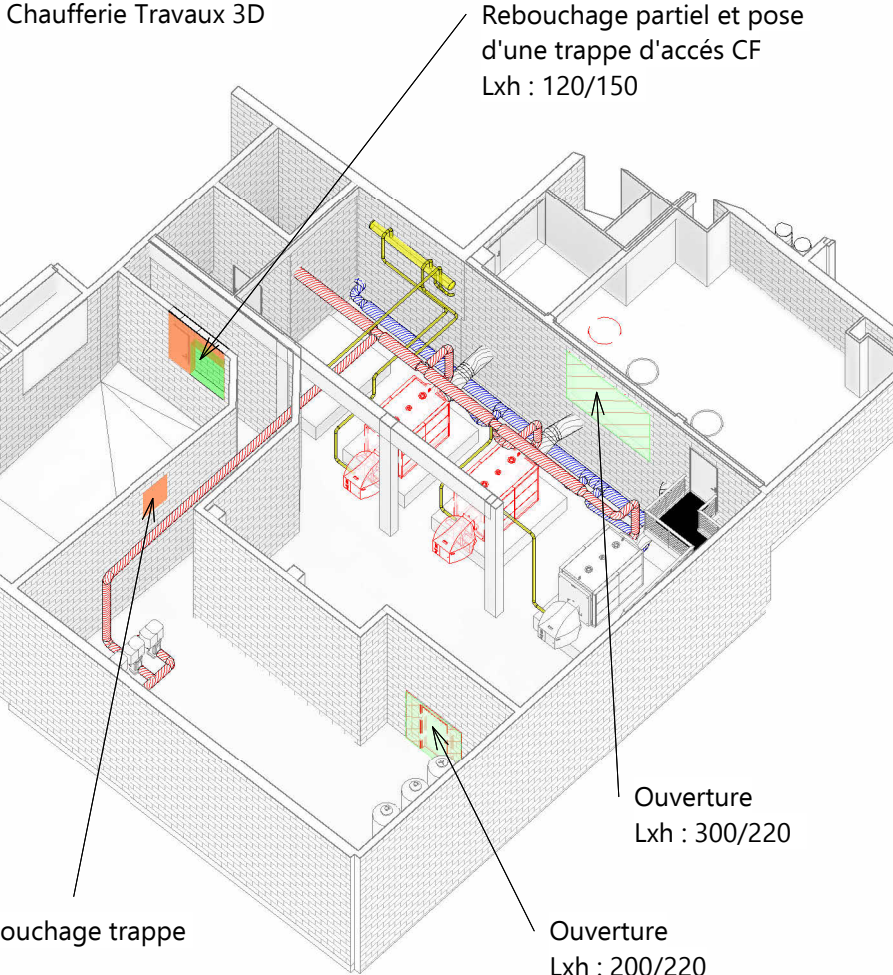 Chaufferie Travaux 3D
Rebouchage partiel et pose
d'une trappe d'accés CF
Lxh : 120/150
Ouverture
Lxh : 300/220
ouchage trappe
Ouverture
Lxh : 200/220